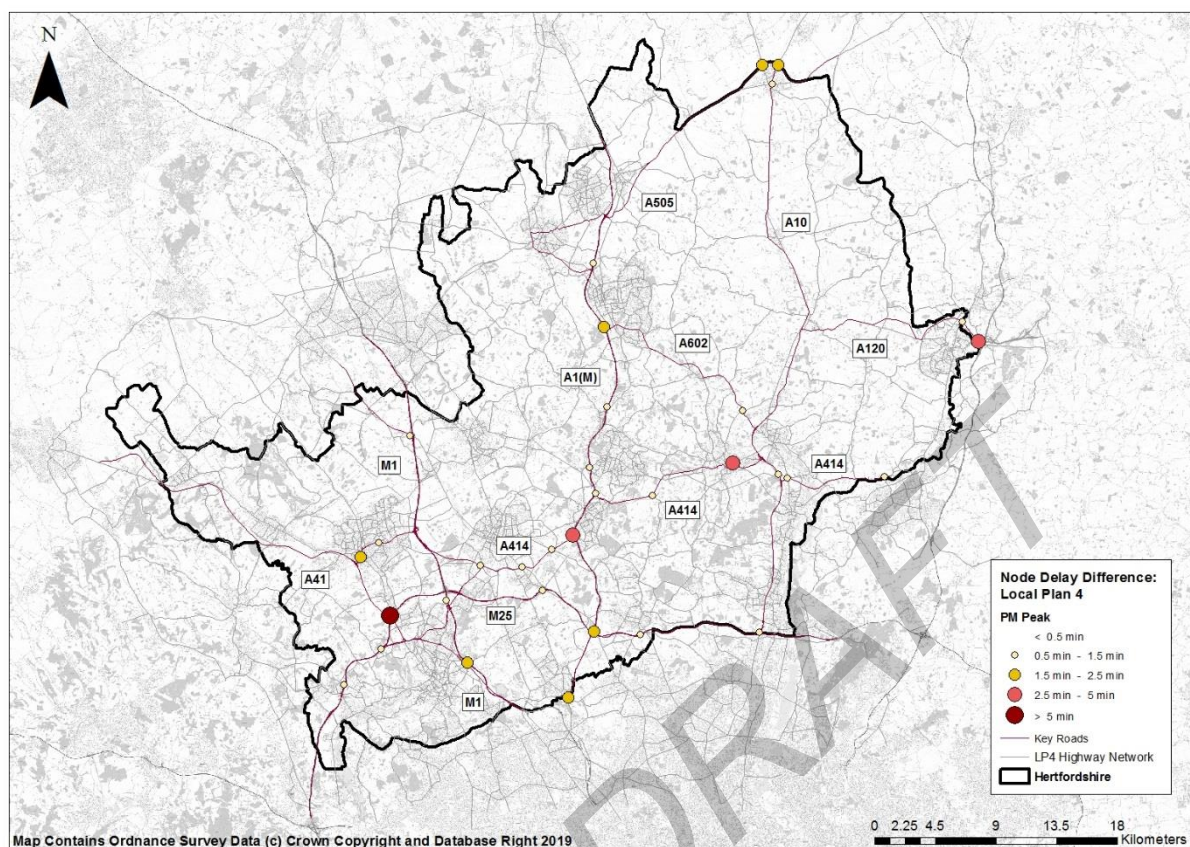 N
A505
A10
A602
A120
A1(M)
M1
A414
A414
A414
A41
M25
M1
DRAFT
Node Delay Difference:
Local Plan 4
PM Peak
< 0.5 min
0.5 min - 1.5 min
1.5 min - 2.5 min
2.5 min - 5 min
> 5 min
Key Roads
LP4 Highway Network
Hertfordshire
Map Contains Ordnance Survey Data (c) Crown Copyright and Database Right 2019
0 2.25 4.5 9 13.5 18
Kilometers